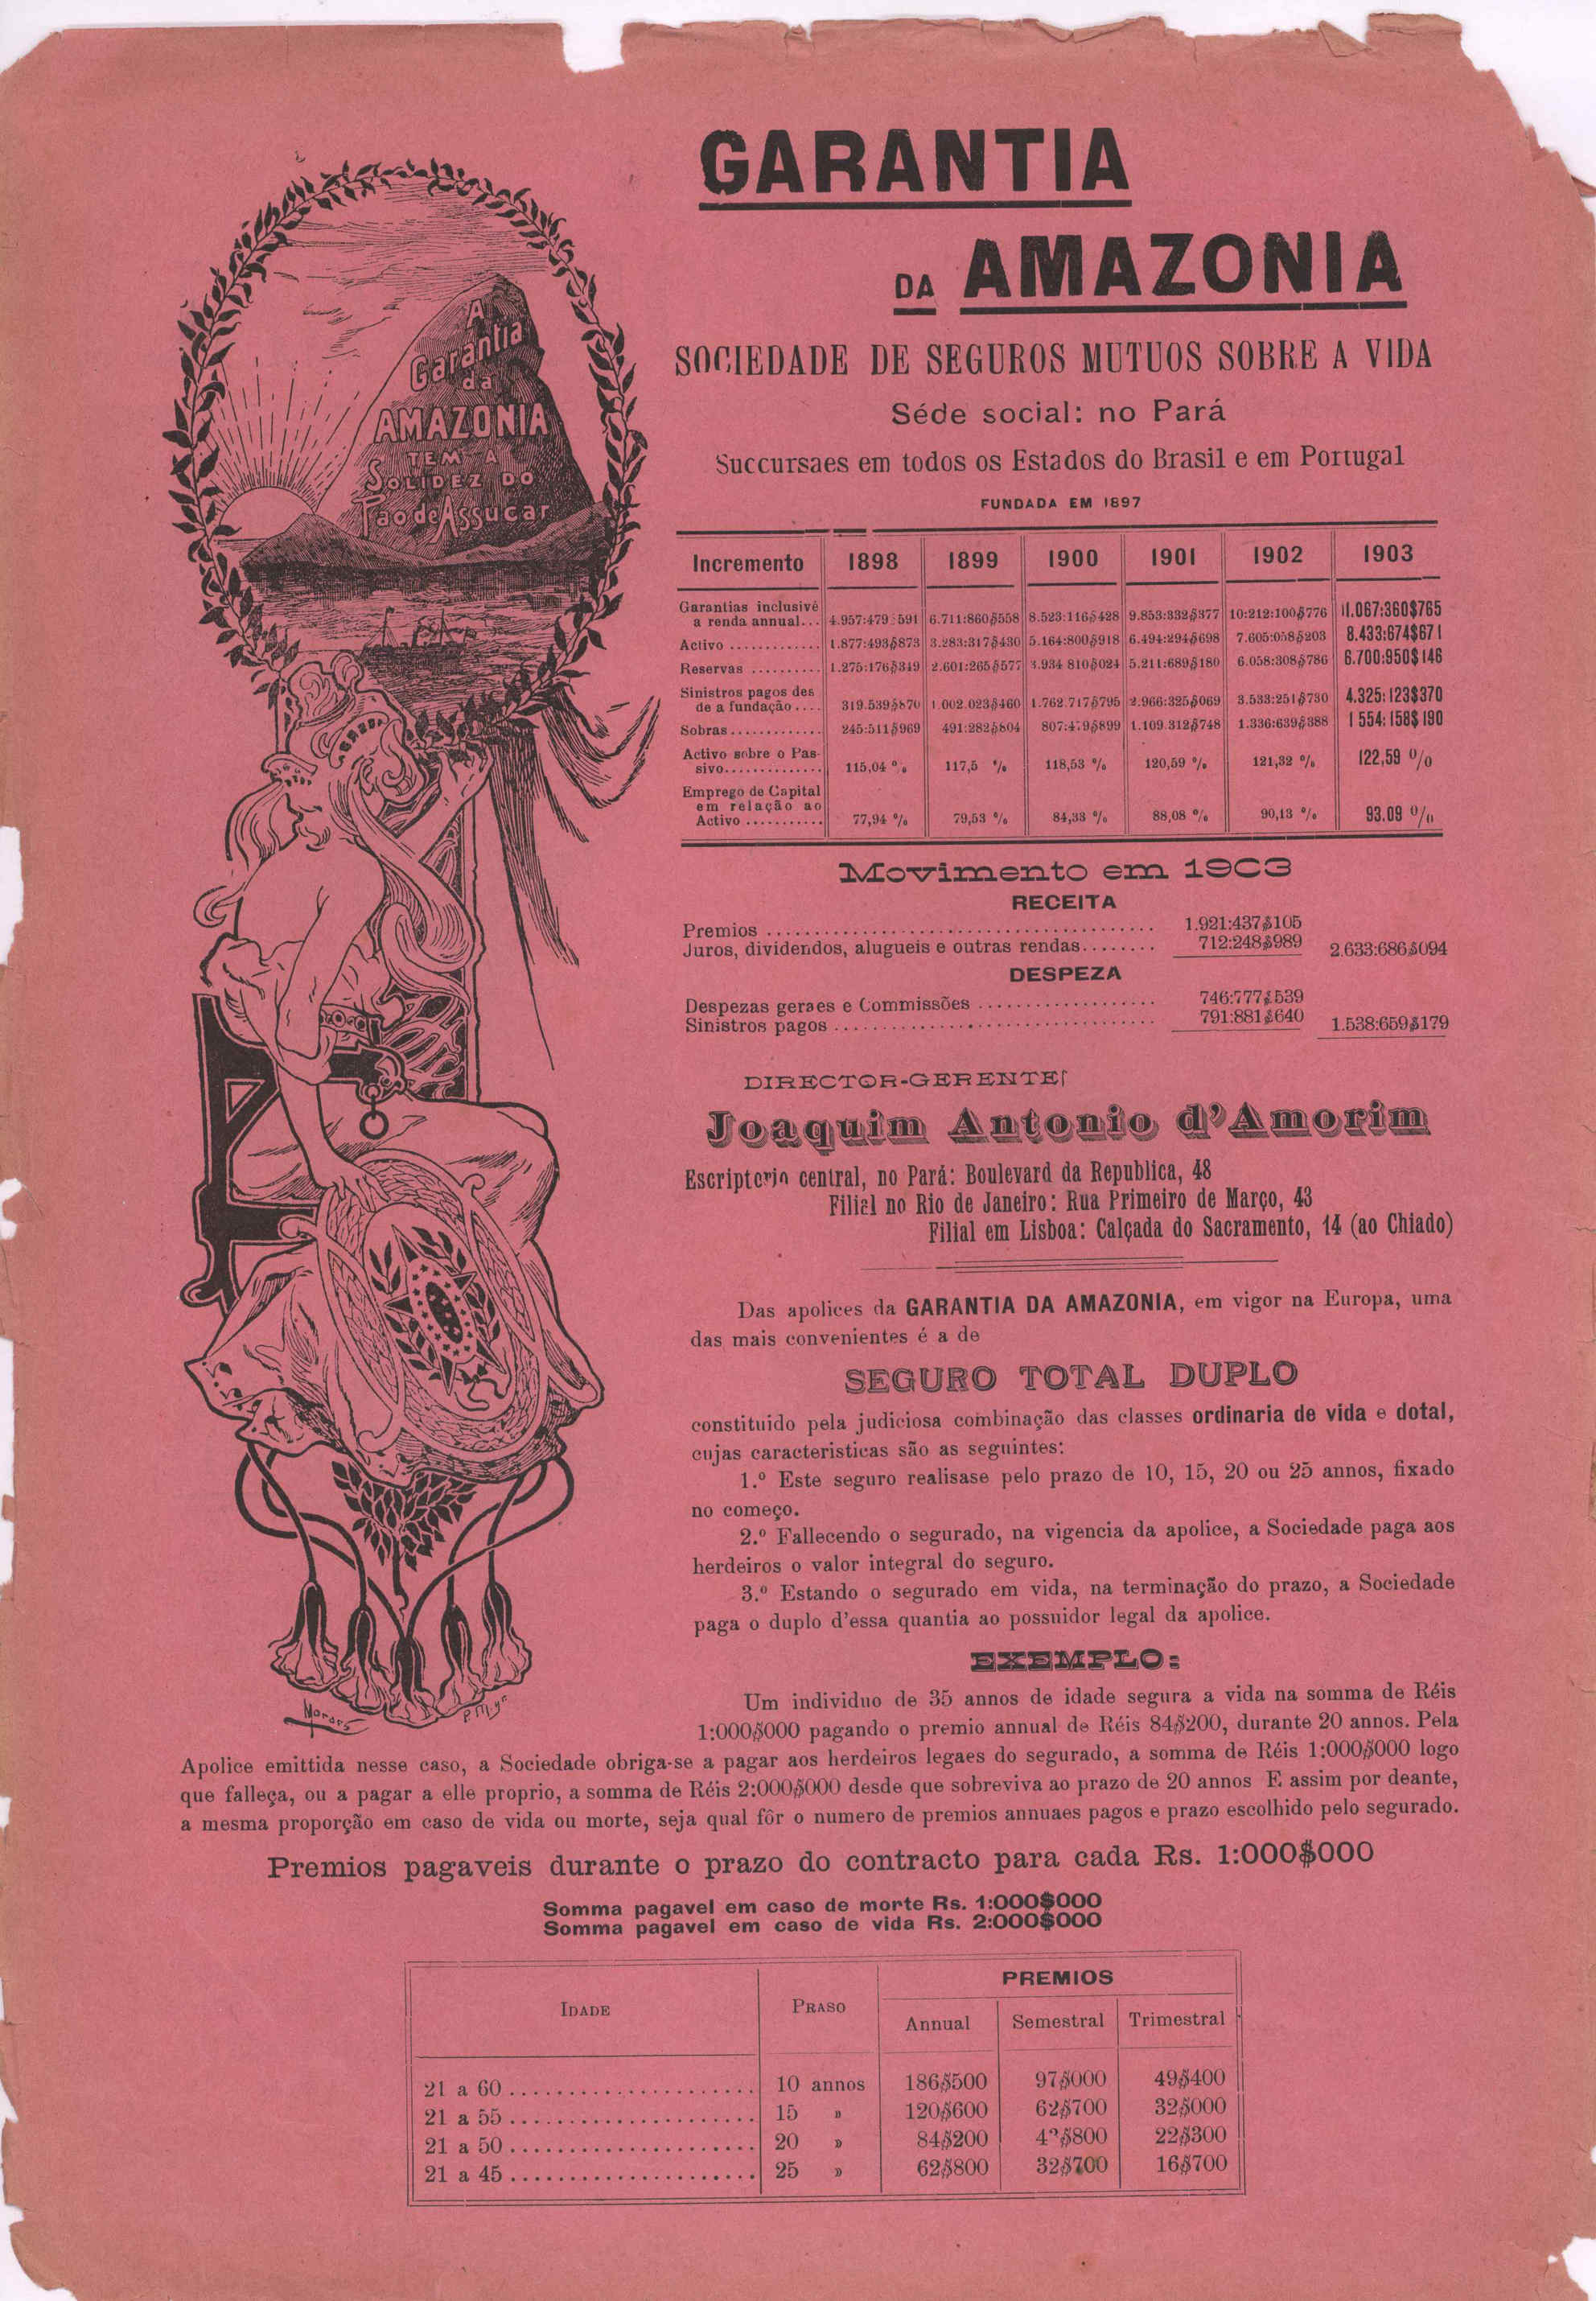 GARANTIA
DA AMAZONIA
SOCIEDADE DE SEGUROS MUTUOS SOBRE A VIDA
Séde social: no Pará
Succursaes em todos os Estados do Brasil e em Portugal
FUNDADA EM 1897
A
Garantia
da
AMAZONIA
TEM A
SOLIDEZ DO
Pão de Assucar
CREDO
Incremento 1898 1899 1900 1901 1902 1903
Garantias inclusivé
a renda annual... 4.957:479$591 6.711:860$558 8.523:116$428 9.853:332$377 10:212:100$776 11.067:360$765
Activo ............. 1.877:493$873 3.283:317$430 5.164:800$918 6.494:294$698 7.605:058$203 8.433:674$671
Reservas .......... 1.275:176$349 2.601:265$577 3.934 810$024 5.211:689$180 6.058:308$786 6.700:950$146
Sinistros pagos des
de a fundação .... 319.539$870 1.002.023$460 1.762.717$795 2.966:325$069 3.533:251$730 4.325:123$370
Sobras............. 245:511$969 491:282$804 807:479$899 1.109.312$748 1.336:639$388 1 554:158$190
Activo sobre o Pas-
sivo.............. 115,04 % 117,5 % 118,53 % 120,59 % 121,32 % 122,59 %
Emprego de Capital
em relação ao
Activo ........... 77,94 % 79,53 % 84,33 % 88,08 % 90,13 % 93.09 %
Movimento em 1903
RECEITA
Premios ........................................ 1.921:437$105
Juros, dividendos, alugueis e outras rendas........ 712:248$989 2.633:686$094
DESPEZA
Despezas geraes e Commissões ................... 746:777$539
Sinistros pagos .................................. 791:881$640 1.538:659$179
DIRECTOR-GERENTE:
Joaquim Antonio d'Amorim
Escriptorio central, no Pará: Boulevard da Republica, 48
Filial no Rio de Janeiro: Rua Primeiro de Março, 43
Filial em Lisboa: Calçada do Sacramento, 14 (ao Chiado)
Das apolices da GARANTIA DA AMAZONIA, em vigor na Europa, uma
das mais convenientes é a de
SEGURO TOTAL DUPLO
constituido pela judiciosa combinação das classes ordinaria de vida e dotal,
cujas caracteristicas são as seguintes:
1.º Este seguro realisase pelo prazo de 10, 15, 20 ou 25 annos, fixado
no começo.
2.º Fallecendo o segurado, na vigencia da apolice, a Sociedade paga aos
herdeiros o valor integral do seguro.
3.º Estando o segurado em vida, na terminação do prazo, a Sociedade
paga o duplo d'essa quantia ao possuidor legal da apolice.
EXEMPLO:
Um individuo de 35 annos de idade segura a vida na somma de Réis
1:000$000 pagando o premio annual de Réis 84$200, durante 20 annos. Pela
Apolice emittida nesse caso, a Sociedade obriga-se a pagar aos herdeiros legaes do segurado, a somma de Réis 1:000$000 logo
que falleça, ou a pagar a elle proprio, a somma de Réis 2:000$000 desde que sobreviva ao prazo de 20 annos E assim por deante,
a mesma proporção em caso de vida ou morte, seja qual fôr o numero de premios annuaes pagos e prazo escolhido pelo segurado.
Premios pagaveis durante o prazo do contracto para cada Rs. 1:000$000
Somma pagavel em caso de morte Rs. 1:000$000
Somma pagavel em caso de vida Rs. 2:000$000
IDADE PRASO PREMIOS
Annual Semestral Trimestral
21 a 60 ..................... 10 annos 186$500 97$000 49$400
21 a 55 ..................... 15 » 120$600 62$700 32$000
21 a 50 ..................... 20 » 84$200 $800 22$300
21 a 45 ..................... 25 » 62$800 32$700 16$700